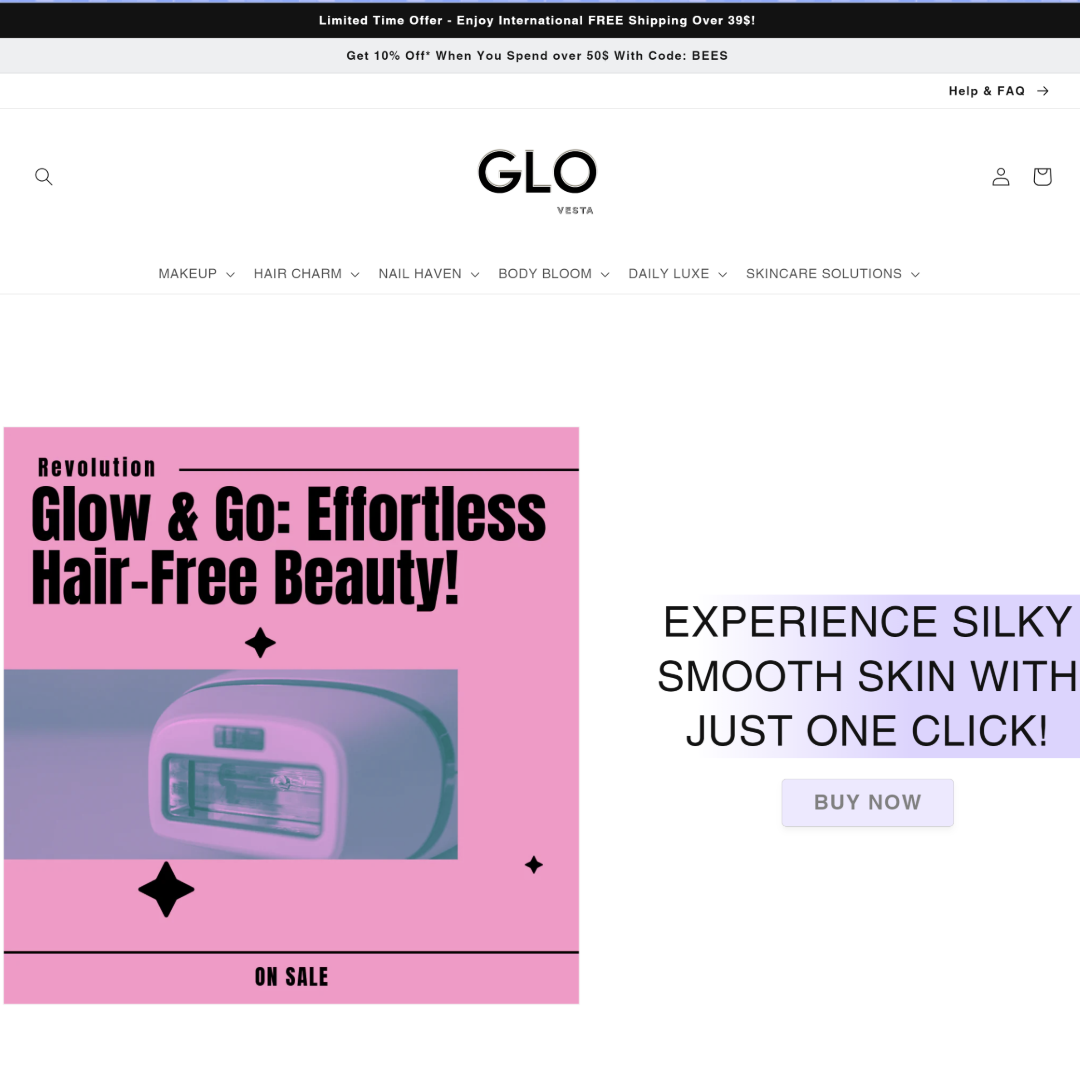 Limited Time Offer - Enjoy International FREE Shipping Over 39$!
Get 10% Off* When You Spend over 50$ With Code: BEES
Help & FAQ
GLO
VESTA
MAKEUP HAIR CHARM NAIL HAVEN BODY BLOOM DAILY LUXE SKINCARE SOLUTIONS
Revolution
Glow & Go: Effortless
Hair-Free Beauty!
ON SALE
EXPERIENCE SILKY
SMOOTH SKIN WITH
JUST ONE CLICK!
BUY NOW